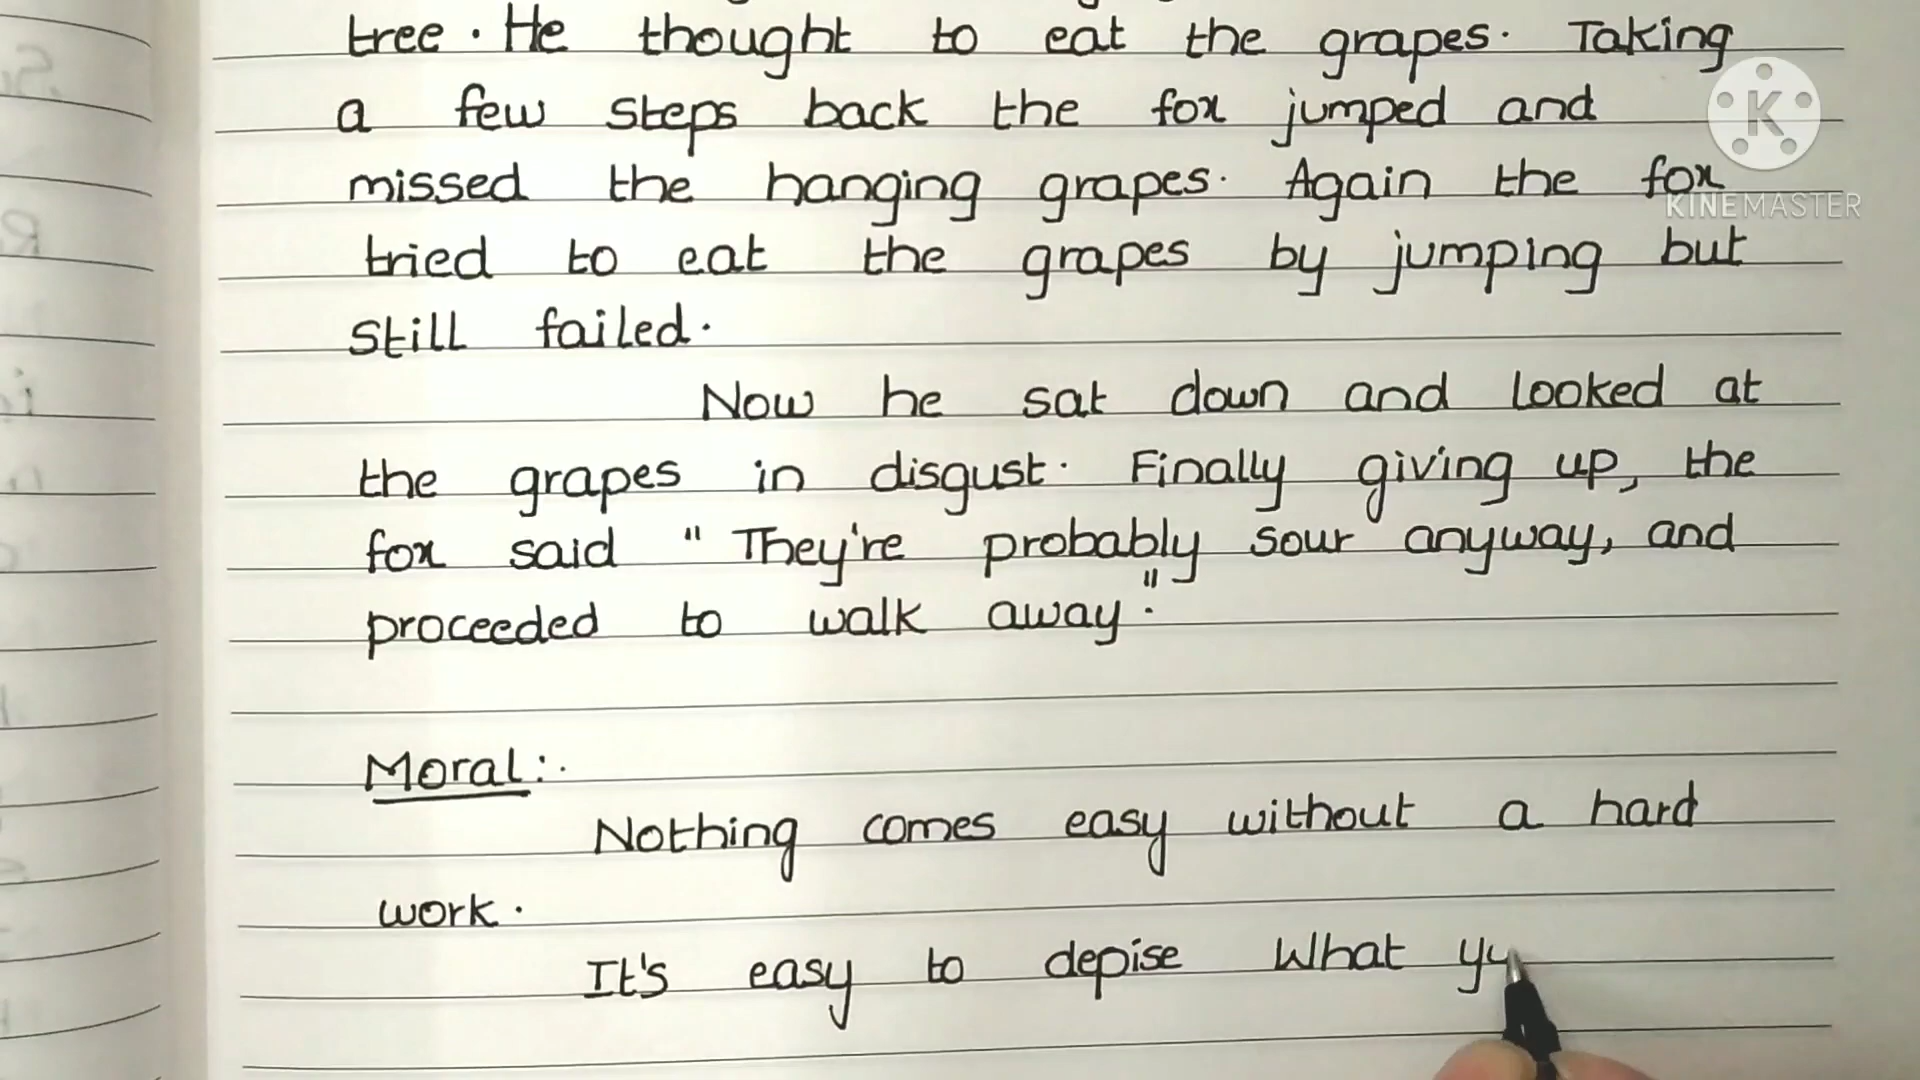 tree. He thought to eat the grapes. Taking
a few steps back the fox jumped and
missed the hanging grapes. Again the fox
tried to eat the grapes by jumping but
still failed.
Now he sat down and looked at
the grapes in disgust. Finally giving up, the
fox said "They're probably sour anyway, and
proceeded to walk away."
Moral:.
Nothing comes easy without a hard
work.
It's easy to depise What
K
KINEMASTER